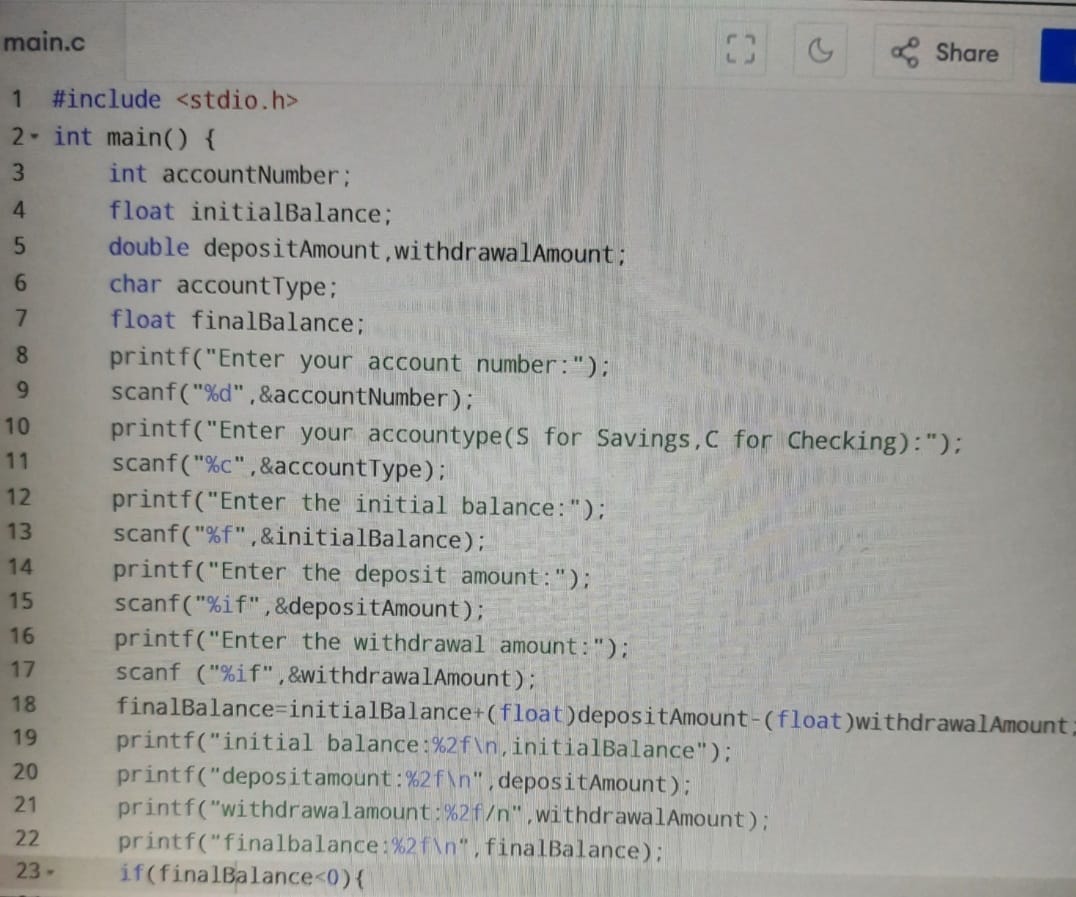 main.c
Share
1 #include <stdio.h>
2 int main() {
3 int accountNumber;
4 float initialBalance;
5 double depositAmount,withdrawalAmount;
6 char accountType;
7 float finalBalance;
8 printf("Enter your account number:");
9 scanf("%d",&accountNumber);
10 printf("Enter your accountype(S for Savings,C for Checking):");
11 scanf("%c",&accountType);
12 printf("Enter the initial balance:");
13 scanf("%f",&initialBalance);
14 printf("Enter the deposit amount:");
15 scanf("%if",&depositAmount);
16 printf("Enter the withdrawal amount:");
17 scanf ("%if",&withdrawalAmount);
18 finalBalance=initialBalance+(float)depositAmount-(float)withdrawalAmount;
19 printf("initial balance:%2f\n,initialBalance");
20 printf("depositamount:%2f\n",depositAmount);
21 printf("withdrawalamount:%2f/n",withdrawalAmount);
22 printf("finalbalance:%2f\n",finalBalance);
23 if(finalBalance<0){